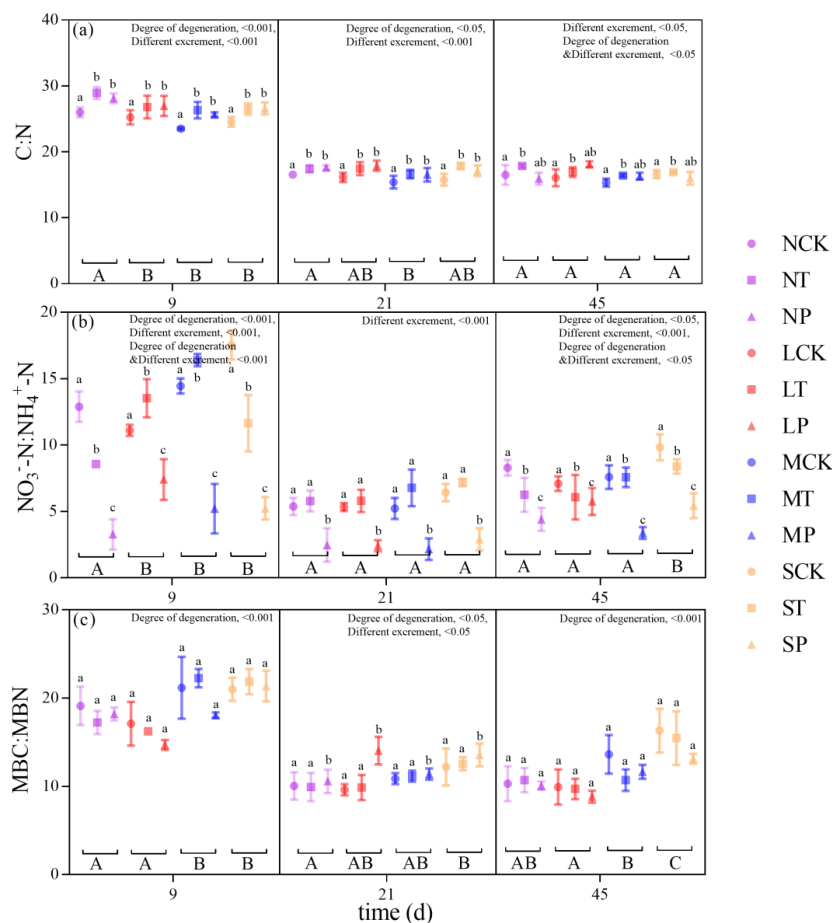 (a)
Degree of degeneration, <0.001,
Different excrement, <0.001
Degree of degeneration, <0.05,
Different excrement, <0.001
Different excrement, <0.05,
Degree of degeneration
&Different excrement, <0.05
C:N
40
30
20
10
0
a b b a b b a b b a b b
a b b a b b a b b a b b
a b ab a b ab a b ab a b ab
A B B B
A AB B AB
A A A A
9 21 45
(b)
Degree of degeneration, <0.001,
Different excrement, <0.001,
Degree of degeneration
&Different excrement, <0.001
Different excrement, <0.001
Degree of degeneration, <0.05,
Different excrement, <0.001,
Degree of degeneration
&Different excrement, <0.05
NO₃⁻-N:NH₄⁺-N
20
15
10
5
0
a b c a b c a b c a b c
a a b a a b a a b a a b
a b c a b c a b c a b c
A B B B
A A A A
A A A B
9 21 45
(c)
Degree of degeneration, <0.001
Degree of degeneration, <0.05,
Different excrement, <0.05
Degree of degeneration, <0.001
MBC:MBN
30
20
10
0
a a a a a a a a a a a a
a a b a a b a a b a a b
a a a a a a a a a a a a
A A B B
A AB AB B
AB A B C
9 21 45
time (d)
NCK
NT
NP
LCK
LT
LP
MCK
MT
MP
SCK
ST
SP